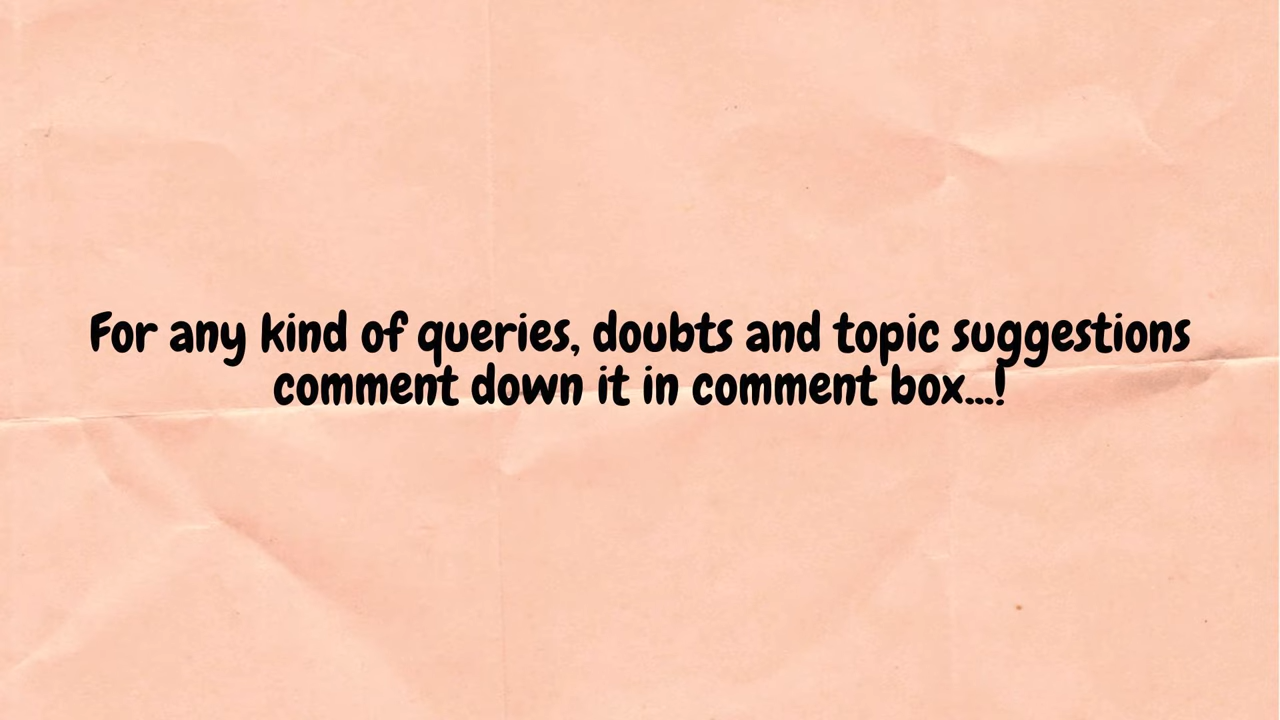 For any kind of queries, doubts and topic suggestions
comment down it in comment box...!